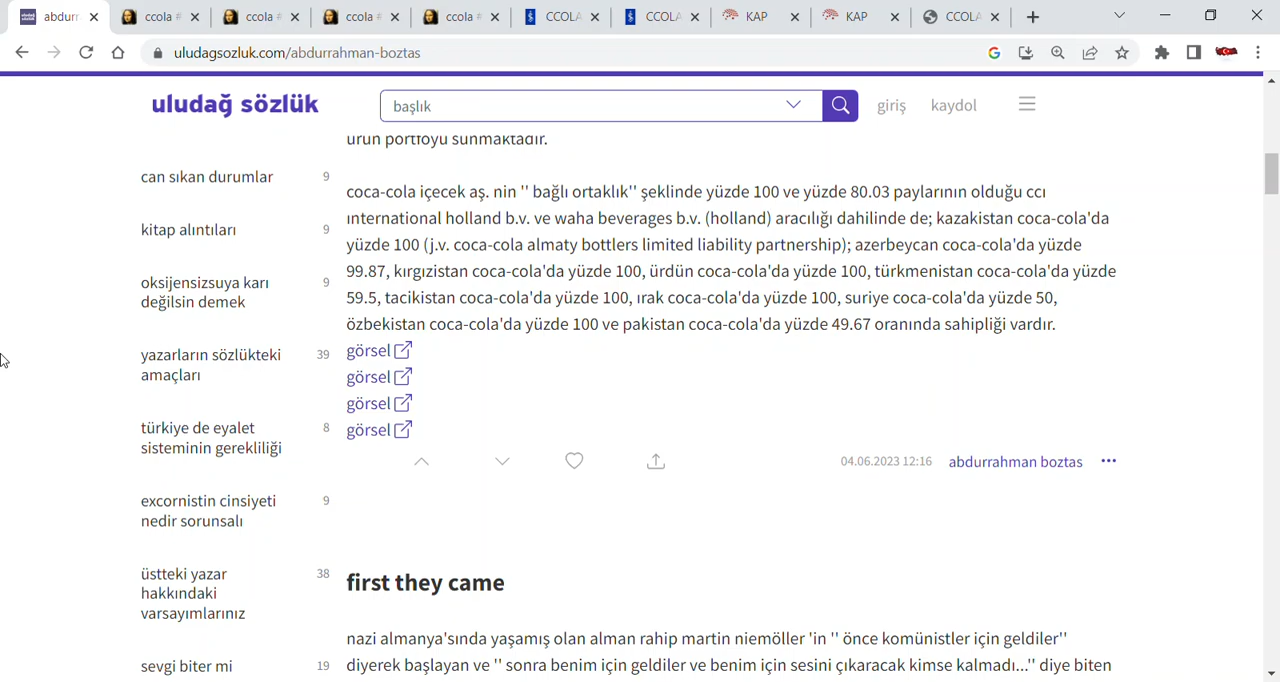 abdurr
ccola #
ccola #
ccola #
ccola #
CCOLA
CCOLA
KAP
KAP
CCOLA
uludagsozluk.com/abdurrahman-boztas
uludağ sözlük
başlık
giriş
kaydol
can sıkan durumlar 9
kitap alıntıları 9
oksijensizsuya karı 9
değilsin demek
yazarların sözlükteki 39
amaçları
türkiye de eyalet 8
sisteminin gerekliliği
excornistin cinsiyeti 9
nedir sorunsalı
üstteki yazar 38
hakkındaki
varsayımlarınız
sevgi biter mi 19
ürün portföyü sunmaktadır.
coca-cola içecek aş. nin '' bağlı ortaklık'' şeklinde yüzde 100 ve yüzde 80.03 paylarının olduğu ccı
ınternational holland b.v. ve waha beverages b.v. (holland) aracılığı dahilinde de; kazakistan coca-cola'da
yüzde 100 (j.v. coca-cola almaty bottlers limited liability partnership); azerbeycan coca-cola'da yüzde
99.87, kırgızistan coca-cola'da yüzde 100, ürdün coca-cola'da yüzde 100, türkmenistan coca-cola'da yüzde
59.5, tacikistan coca-cola'da yüzde 100, ırak coca-cola'da yüzde 100, suriye coca-cola'da yüzde 50,
özbekistan coca-cola'da yüzde 100 ve pakistan coca-cola'da yüzde 49.67 oranında sahipliği vardır.
görsel
görsel
görsel
görsel
04.06.2023 12:16 abdurrahman boztas
first they came
nazi almanya'sında yaşamış olan alman rahip martin niemöller 'in '' önce komünistler için geldiler''
diyerek başlayan ve '' sonra benim için geldiler ve benim için sesini çıkaracak kimse kalmadı...'' diye biten